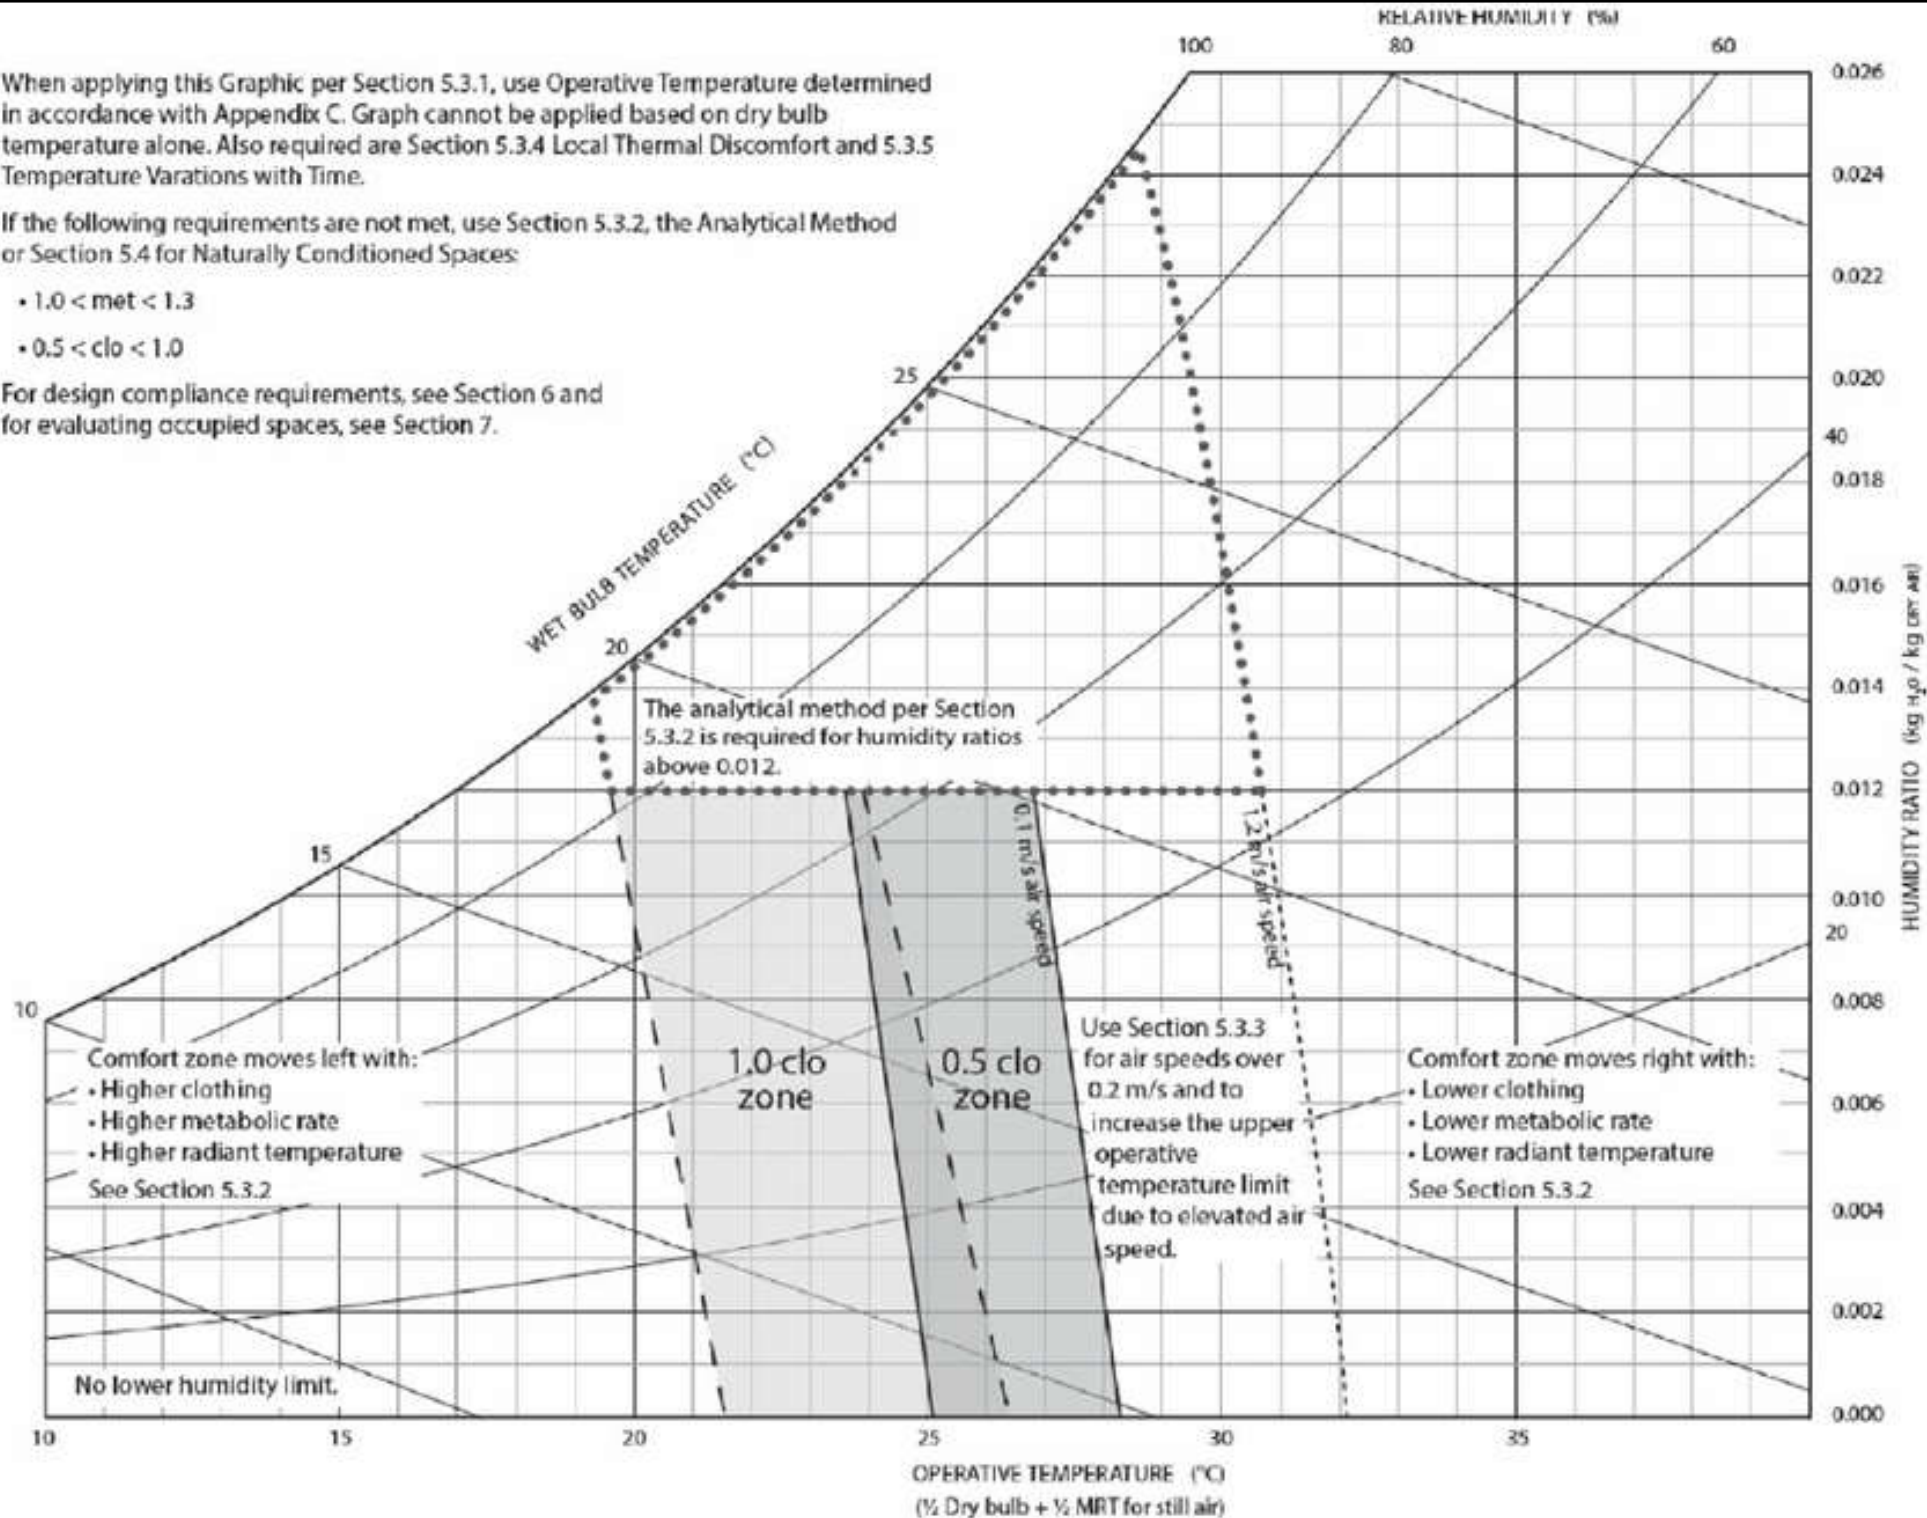 RELATIVE HUMIDITY (%)
100 80 60
When applying this Graphic per Section 5.3.1, use Operative Temperature determined
in accordance with Appendix C. Graph cannot be applied based on dry bulb
temperature alone. Also required are Section 5.3.4 Local Thermal Discomfort and 5.3.5
Temperature Varations with Time.
If the following requirements are not met, use Section 5.3.2, the Analytical Method
or Section 5.4 for Naturally Conditioned Spaces:
• 1.0 < met < 1.3
• 0.5 < clo < 1.0
For design compliance requirements, see Section 6 and
for evaluating occupied spaces, see Section 7.
WET BULB TEMPERATURE (°C)
25
20
15
10
The analytical method per Section
5.3.2 is required for humidity ratios
above 0.012.
0.1 m/s air speed
1.2 m/s air speed
1.0 clo
zone
0.5 clo
zone
Comfort zone moves left with:
• Higher clothing
• Higher metabolic rate
• Higher radiant temperature
See Section 5.3.2
Use Section 5.3.3
for air speeds over
0.2 m/s and to
increase the upper
operative
temperature limit
due to elevated air
speed.
Comfort zone moves right with:
• Lower clothing
• Lower metabolic rate
• Lower radiant temperature
See Section 5.3.2
No lower humidity limit.
0.026
0.024
0.022
0.020
40
0.018
0.016
0.014
0.012
0.010
20
0.008
0.006
0.004
0.002
0.000
HUMIDITY RATIO (kg H2O / kg DRY AIR)
10 15 20 25 30 35
OPERATIVE TEMPERATURE (°C)
(½ Dry bulb + ½ MRT for still air)